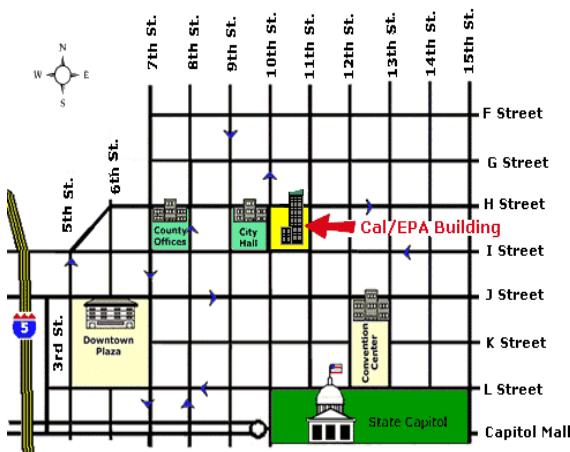 N
W E
S
7th St.
8th St.
9th St.
10th St.
11th St.
12th St.
13th St.
14th St.
15th St.
F Street
6th St.
G Street
5th St.
H Street
County
Offices
City
Hall
Cal/EPA Building
I Street
J Street
5
3rd St.
Downtown
Plaza
Convention
Center
K Street
L Street
State Capitol
Capitol Mall